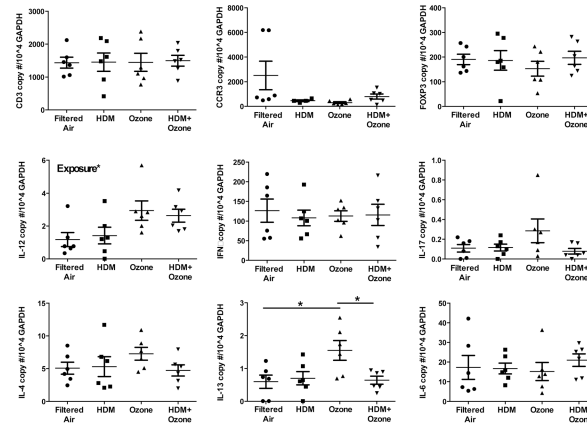 CD3 copy #/10^4 GAPDH
3000
2000
1000
0
Filtered Air
HDM
Ozone
HDM+ Ozone
CCR3 copy #/10^4 GAPDH
8000
6000
4000
2000
0
Filtered Air
HDM
Ozone
HDM+ Ozone
FOXP3 copy #/10^4 GAPDH
400
300
200
100
0
Filtered Air
HDM
Ozone
HDM+ Ozone
IL-12 copy #/10^4 GAPDH
Exposure*
6
4
2
0
Filtered Air
HDM
Ozone
HDM+ Ozone
IFN copy #/10^4 GAPDH
250
200
150
100
50
0
Filtered Air
HDM
Ozone
HDM+ Ozone
IL-17 copy #/10^4 GAPDH
1.0
0.8
0.6
0.4
0.2
0.0
Filtered Air
HDM
Ozone
HDM+ Ozone
IL-4 copy #/10^4 GAPDH
15
10
5
0
Filtered Air
HDM
Ozone
HDM+ Ozone
IL-13 copy #/10^4 GAPDH
3
2
1
0
*
*
Filtered Air
HDM
Ozone
HDM+ Ozone
IL-6 copy #/10^4 GAPDH
50
40
30
20
10
0
Filtered Air
HDM
Ozone
HDM+ Ozone